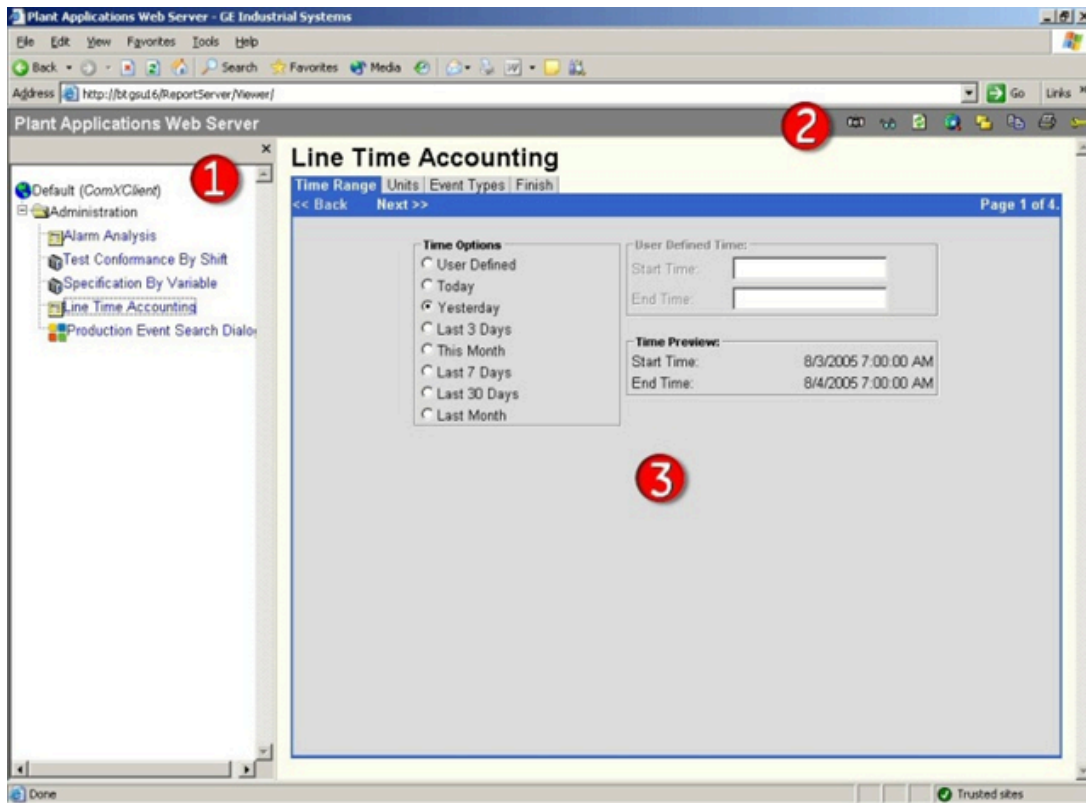 Plant Applications Web Server - GE Industrial Systems
File Edit View Favorites Tools Help
Back Search Favorites Media
Address http://btgsu16/ReportServer/Viewer/ Go Links »
Plant Applications Web Server
2
1
Default (ComXClient)
Administration
Alarm Analysis
Test Conformance By Shift
Specification By Variable
Line Time Accounting
Production Event Search Dialo
Line Time Accounting
Time Range Units Event Types Finish
<< Back Next >> Page 1 of 4.
Time Options
User Defined
Today
Yesterday
Last 3 Days
This Month
Last 7 Days
Last 30 Days
Last Month
User Defined Time:
Start Time:
End Time:
Time Preview:
Start Time: 8/3/2005 7:00:00 AM
End Time: 8/4/2005 7:00:00 AM
3
Done Trusted sites